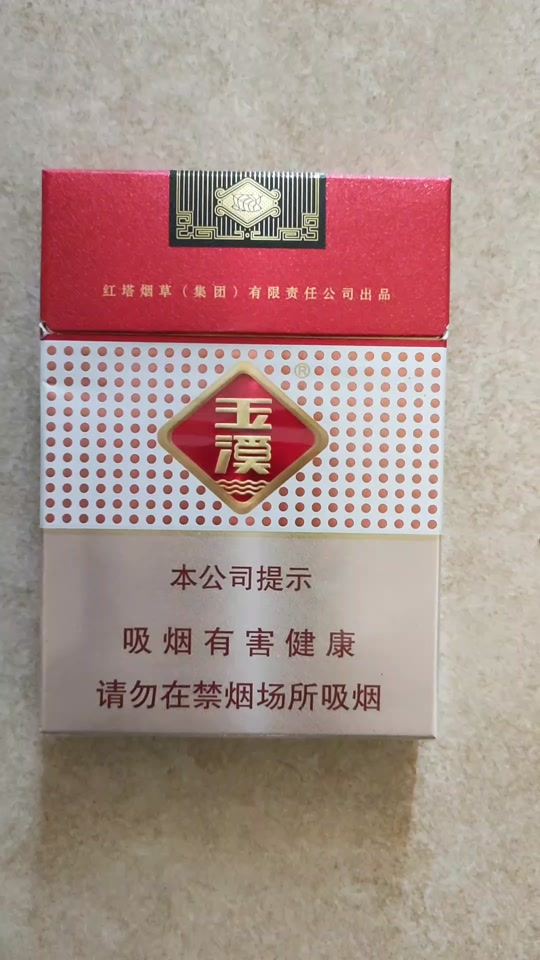 红塔烟草（集团）有限责任公司出品
®
玉
溪
本公司提示
吸烟有害健康
请勿在禁烟场所吸烟